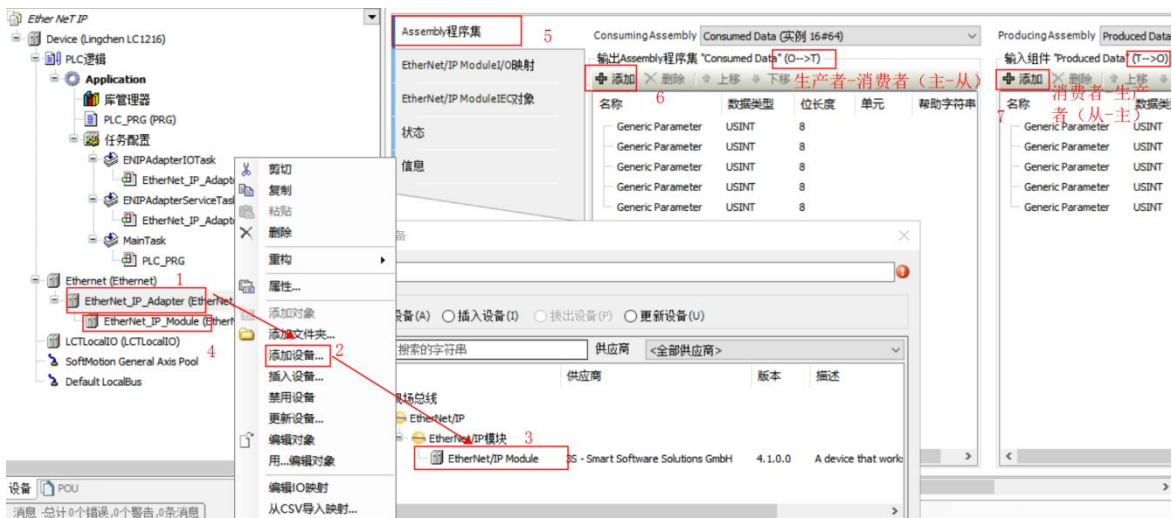 Ether NeT IP
Device (Lingchen LC1216)
PLC逻辑
Application
库管理器
PLC_PRG (PRG)
任务配置
ENIPAdapterIOTask
EtherNet_IP_Adapt
ENIPAdapterServiceTas
EtherNet_IP_Adapt
MainTask
PLC_PRG
Ethernet (Ethernet)
1
EtherNet_IP_Adapter (EtherNet
EtherNet_IP_Module (EtherN
4
LCTLocalIO (LCTLocalIO)
SoftMotion General Axis Pool
Default LocalBus
设备
POU
消息 -总计0个错误,0个警告,0条消息
剪切
复制
粘贴
删除
重构
属性...
添加对象
添加文件夹...
添加设备...
2
插入设备...
禁用设备
更新设备...
编辑对象
用...编辑对象
编辑IO映射
从CSV导入映射...
Assembly程序集
5
EtherNet/IP ModuleI/O映射
EtherNet/IP ModuleIEC对象
状态
信息
ConsumingAssembly Consumed Data (实例 16#64)
输出Assembly程序集 "Consumed Data" (O-->T)
添加 删除 上移 下移
生产者-消费者（主-从）
6
名称 数据类型 位长度 单元 帮助字符串
Generic Parameter USINT 8
Generic Parameter USINT 8
Generic Parameter USINT 8
Generic Parameter USINT 8
Generic Parameter USINT 8
ProducingAssembly Produced Data
输入组件 "Produced Data" (T-->O)
添加 删除 上移
消费者-生产者（从-主）
7
名称 数据类
Generic Parameter USINT
Generic Parameter USINT
Generic Parameter USINT
Generic Parameter USINT
Generic Parameter USINT
备
设备(A) 插入设备(I) 拔出设备(P) 更新设备(U)
搜索的字符串 供应商 <全部供应商>
供应商 版本 描述
现场总线
EtherNet/IP
EtherNet/IP模块
3
EtherNet/IP Module 3S - Smart Software Solutions GmbH 4.1.0.0 A device that works